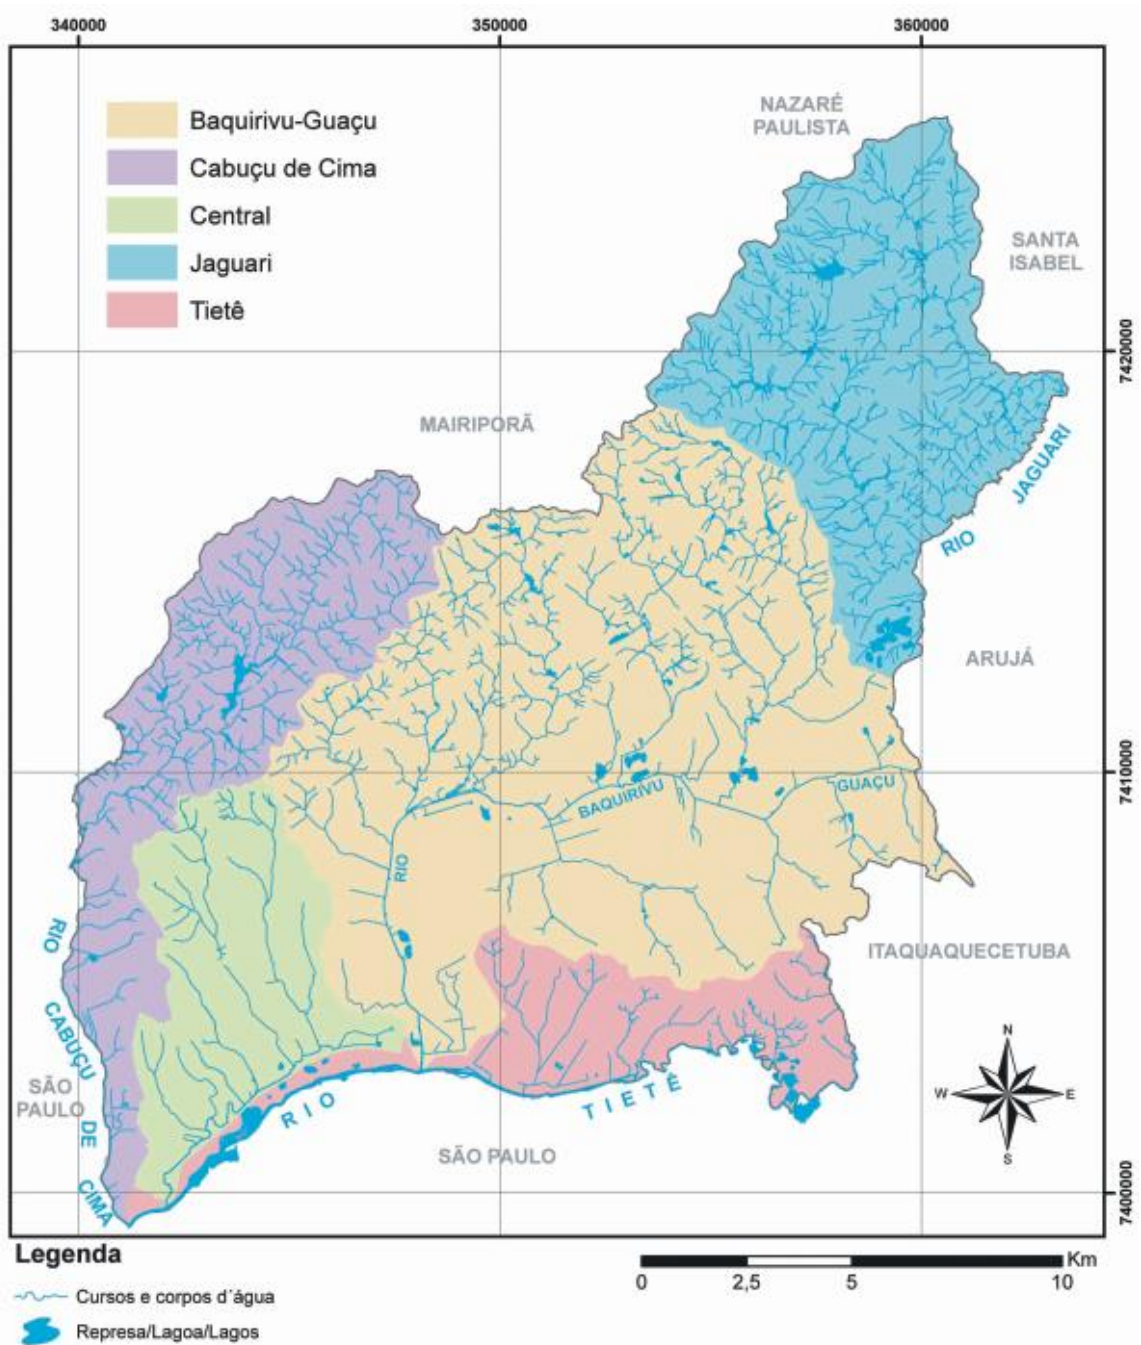 340000
350000
360000
Baquirivu-Guaçu
Cabuçu de Cima
Central
Jaguari
Tietê
NAZARÉ
PAULISTA
SANTA
ISABEL
7420000
MAIRIPORÃ
RIO JAGUARI
ARUJÁ
7410000
RIO BAQUIRIVU GUAÇU
ITAQUAQUECETUBA
RIO CABUÇU DE CIMA
SÃO
PAULO
RIO TIETÊ
SÃO PAULO
N
W
E
S
7400000
Legenda
Cursos e corpos d´água
Represa/Lagoa/Lagos
Km
0 2,5 5 10